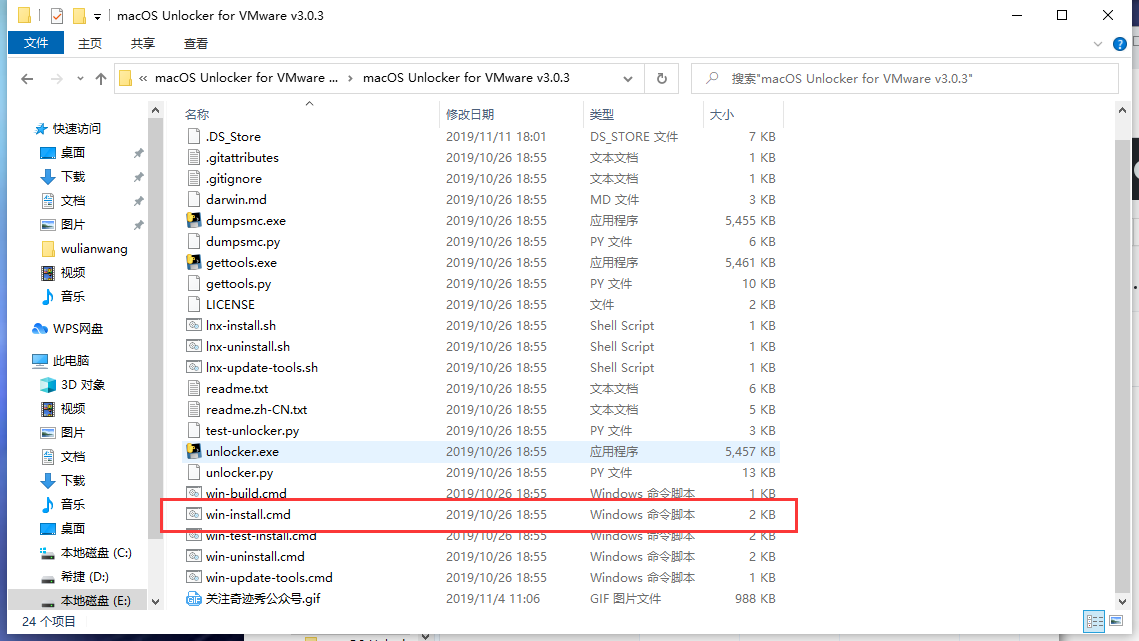 macOS Unlocker for VMware v3.0.3
文件 主页 共享 查看
« macOS Unlocker for VMware ... › macOS Unlocker for VMware v3.0.3 搜索"macOS Unlocker for VMware v3.0.3"
快速访问
桌面
下载
文档
图片
wulianwang
视频
音乐
WPS网盘
此电脑
3D 对象
视频
图片
文档
下载
音乐
桌面
本地磁盘 (C:)
希捷 (D:)
本地磁盘 (E:)
名称 修改日期 类型 大小
.DS_Store 2019/11/11 18:01 DS_STORE 文件 7 KB
.gitattributes 2019/10/26 18:55 文本文档 1 KB
.gitignore 2019/10/26 18:55 文本文档 1 KB
darwin.md 2019/10/26 18:55 MD 文件 3 KB
dumpsmc.exe 2019/10/26 18:55 应用程序 5,455 KB
dumpsmc.py 2019/10/26 18:55 PY 文件 6 KB
gettools.exe 2019/10/26 18:55 应用程序 5,461 KB
gettools.py 2019/10/26 18:55 PY 文件 10 KB
LICENSE 2019/10/26 18:55 文件 2 KB
lnx-install.sh 2019/10/26 18:55 Shell Script 1 KB
lnx-uninstall.sh 2019/10/26 18:55 Shell Script 1 KB
lnx-update-tools.sh 2019/10/26 18:55 Shell Script 1 KB
readme.txt 2019/10/26 18:55 文本文档 6 KB
readme.zh-CN.txt 2019/10/26 18:55 文本文档 5 KB
test-unlocker.py 2019/10/26 18:55 PY 文件 3 KB
unlocker.exe 2019/10/26 18:55 应用程序 5,457 KB
unlocker.py 2019/10/26 18:55 PY 文件 13 KB
win-build.cmd 2019/10/26 18:55 Windows 命令脚本 1 KB
win-install.cmd 2019/10/26 18:55 Windows 命令脚本 2 KB
win-test-install.cmd 2019/10/26 18:55 Windows 命令脚本 2 KB
win-uninstall.cmd 2019/10/26 18:55 Windows 命令脚本 2 KB
win-update-tools.cmd 2019/10/26 18:55 Windows 命令脚本 1 KB
关注奇迹秀公众号.gif 2019/11/4 11:06 GIF 图片文件 988 KB
24 个项目